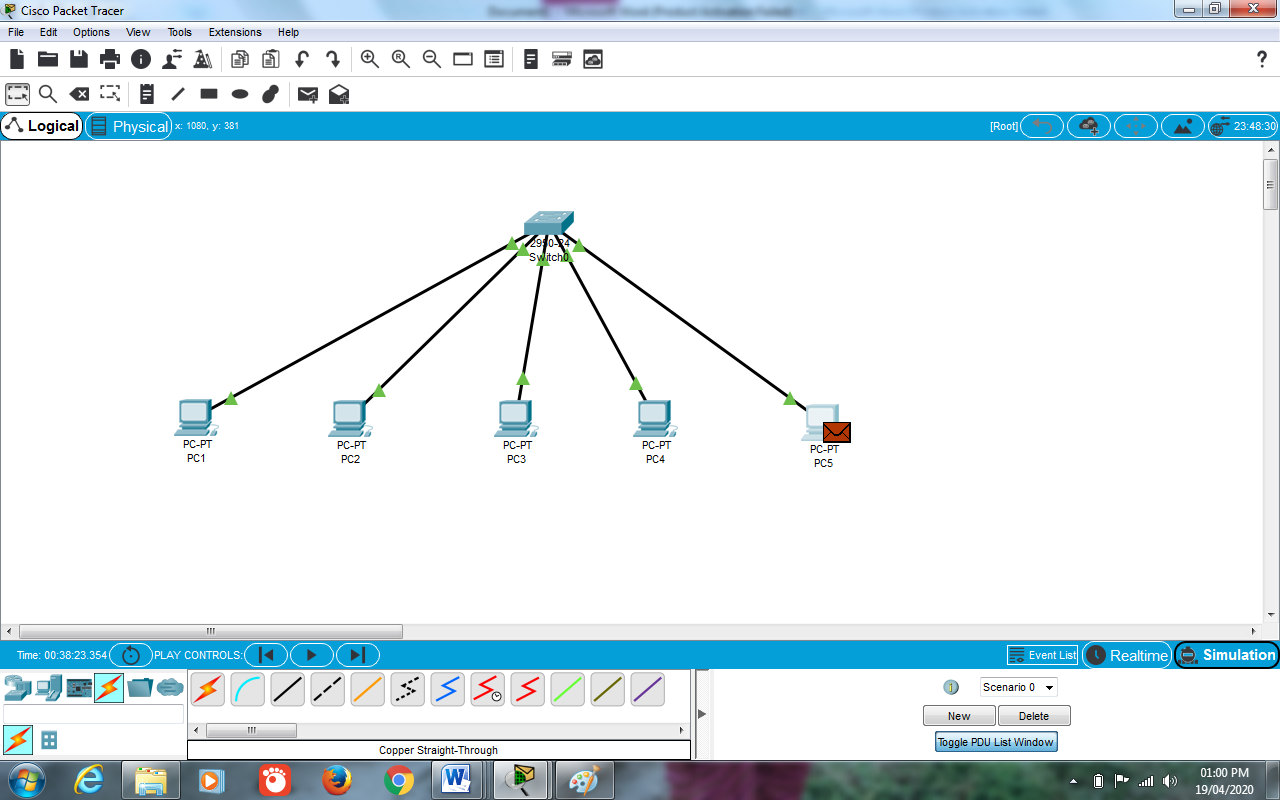 Cisco Packet Tracer
File Edit Options View Tools Extensions Help
Logical Physical x: 1080, y: 381 [Root] 23:48:30
2950-24
Switch0
PC-PT
PC1
PC-PT
PC2
PC-PT
PC3
PC-PT
PC4
PC-PT
PC5
Time: 00:38:23.354 PLAY CONTROLS: Event List Realtime Simulation
Scenario 0
New Delete
Toggle PDU List Window
Copper Straight-Through
01:00 PM
19/04/2020